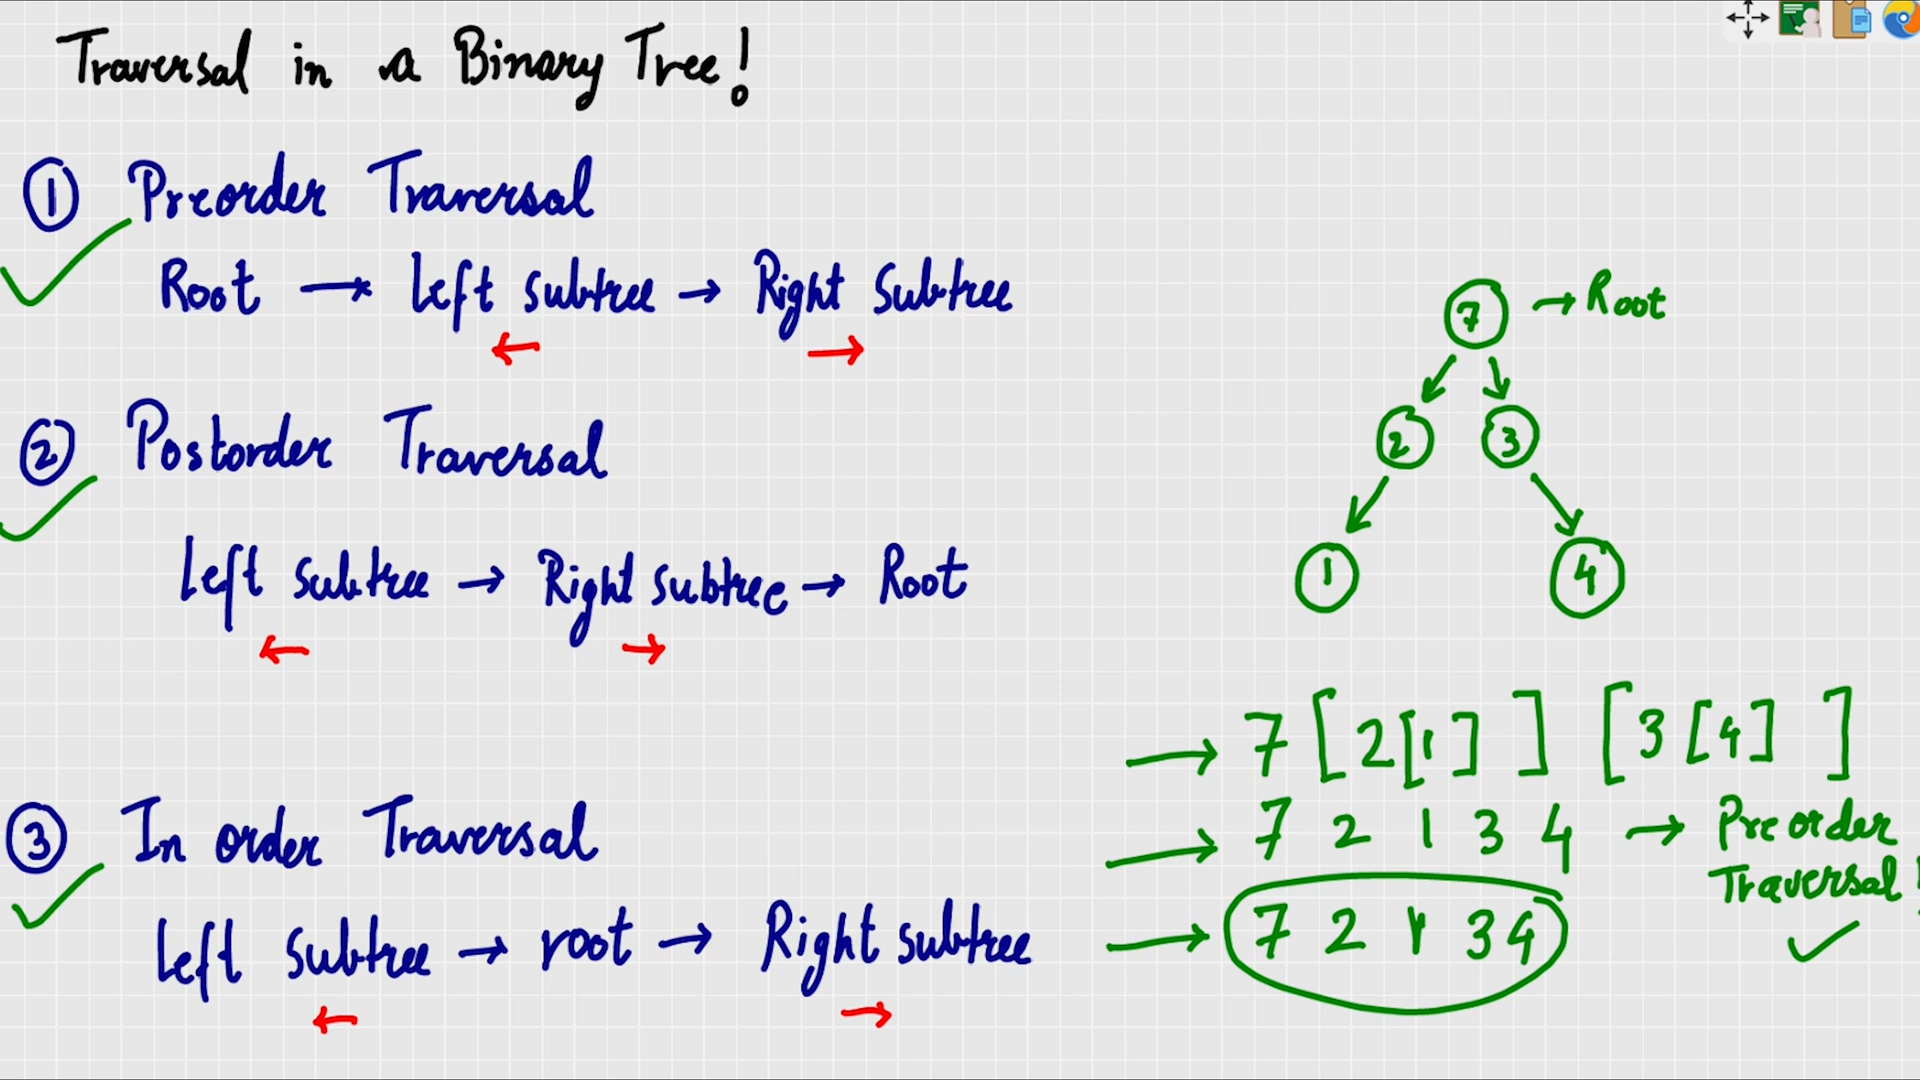 Traversal in a Binary Tree!
① Preorder Traversal
Root → Left subtree → Right Subtree
② Postorder Traversal
Left subtree → Right subtree → Root
③ In order Traversal
Left subtree → root → Right subtree
7 → Root
2 3
1 4
→ 7 [2[1] ] [3[4] ]
→ 7 2 1 3 4 → Preorder
Traversal!
→ 7 2 1 3 4